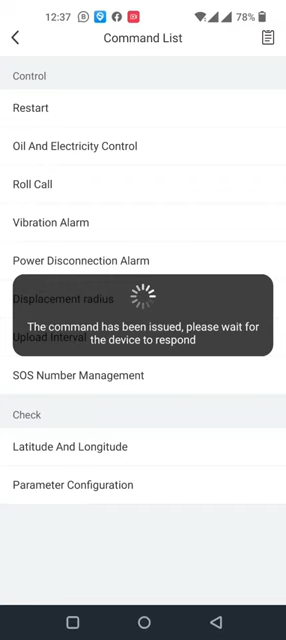 12:37
78%
Command List
Control
Restart
Oil And Electricity Control
Roll Call
Vibration Alarm
Power Disconnection Alarm
Displacement radius
The command has been issued, please wait for
Upload Interval
the device to respond
SOS Number Management
Check
Latitude And Longitude
Parameter Configuration